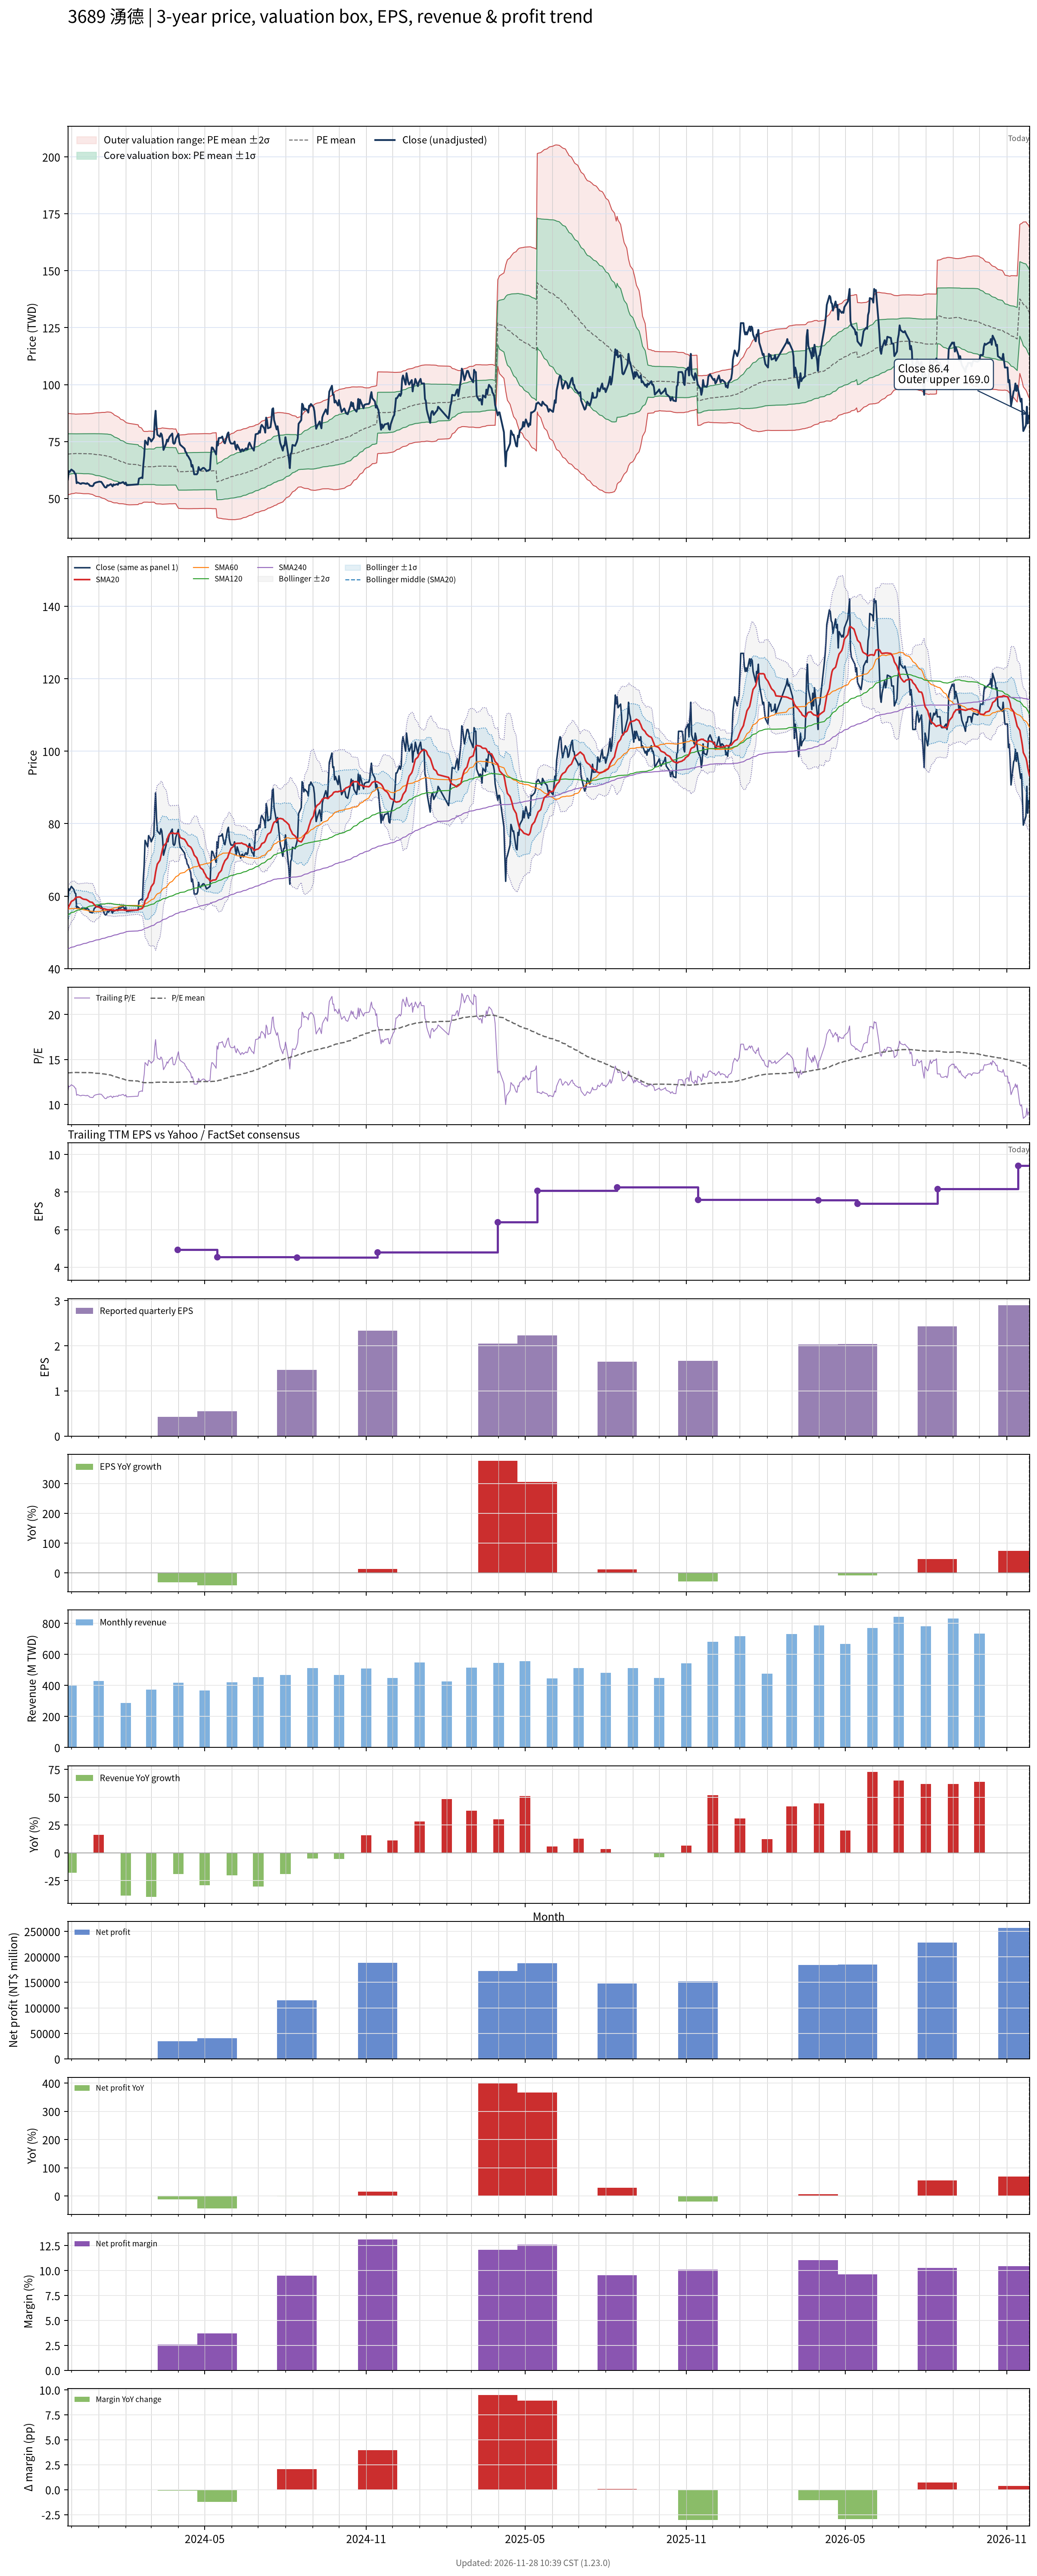 3689 湧德 | 3-year price, valuation box, EPS, revenue & profit trend
Outer valuation range: PE mean ±2σ
Core valuation box: PE mean ±1σ
PE mean
Close (unadjusted)
Today
Price (TWD)
200
175
150
125
100
75
50
Close 86.4
Outer upper 169.0
Close (same as panel 1)
SMA20
SMA60
SMA120
SMA240
Bollinger ±2σ
Bollinger ±1σ
Bollinger middle (SMA20)
Price
140
120
100
80
60
40
Trailing P/E
P/E mean
P/E
20
15
10
Trailing TTM EPS vs Yahoo / FactSet consensus
Today
EPS
10
8
6
4
Reported quarterly EPS
EPS
3
2
1
0
EPS YoY growth
YoY (%)
300
200
100
0
Monthly revenue
Revenue (M TWD)
800
600
400
200
0
Revenue YoY growth
YoY (%)
75
50
25
0
-25
Month
Net profit
Net profit (NT$ million)
250000
200000
150000
100000
50000
0
Net profit YoY
YoY (%)
400
300
200
100
0
Net profit margin
Margin (%)
12.5
10.0
7.5
5.0
2.5
0.0
Margin YoY change
Δ margin (pp)
10.0
7.5
5.0
2.5
0.0
-2.5
2024-05
2024-11
2025-05
2025-11
2026-05
2026-11
Updated: 2026-11-28 10:39 CST (1.23.0)